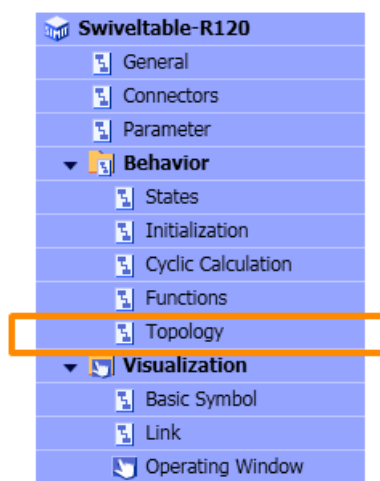 Swiveltable-R120
General
Connectors
Parameter
Behavior
States
Initialization
Cyclic Calculation
Functions
Topology
Visualization
Basic Symbol
Link
Operating Window